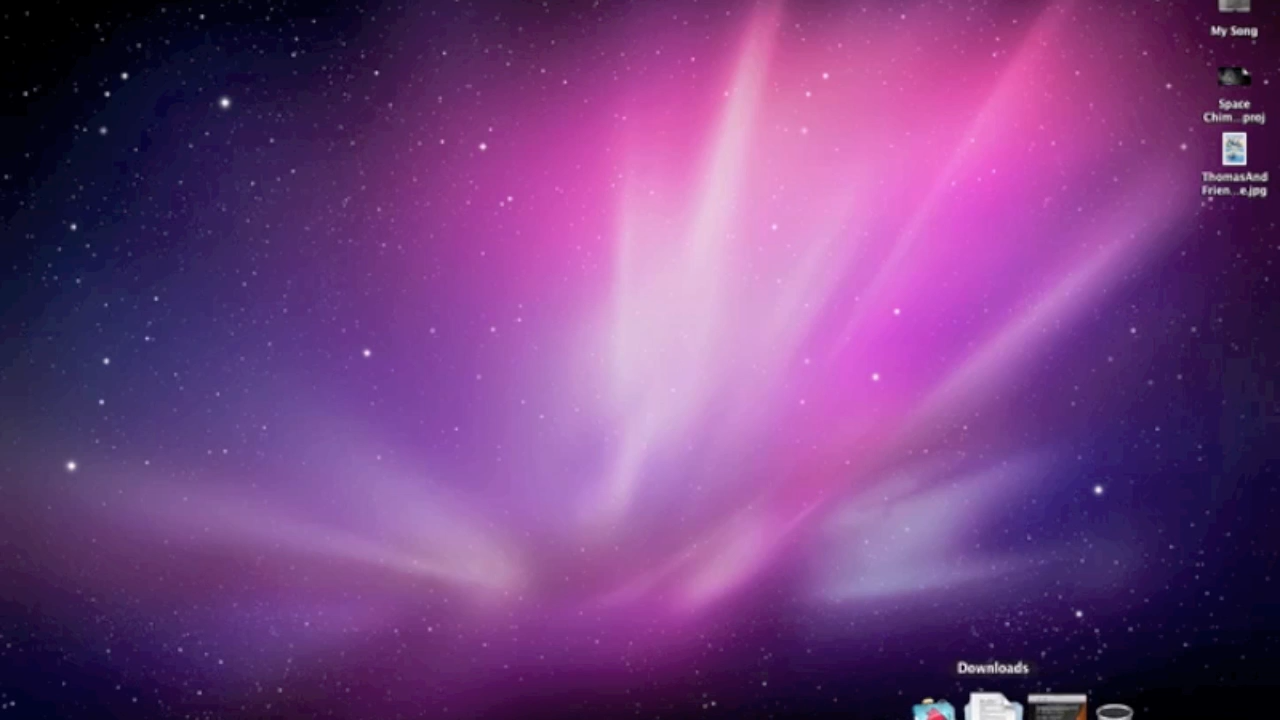 My Song
Space
Chim...proj
ThomasAnd
Frien...e.jpg
Downloads